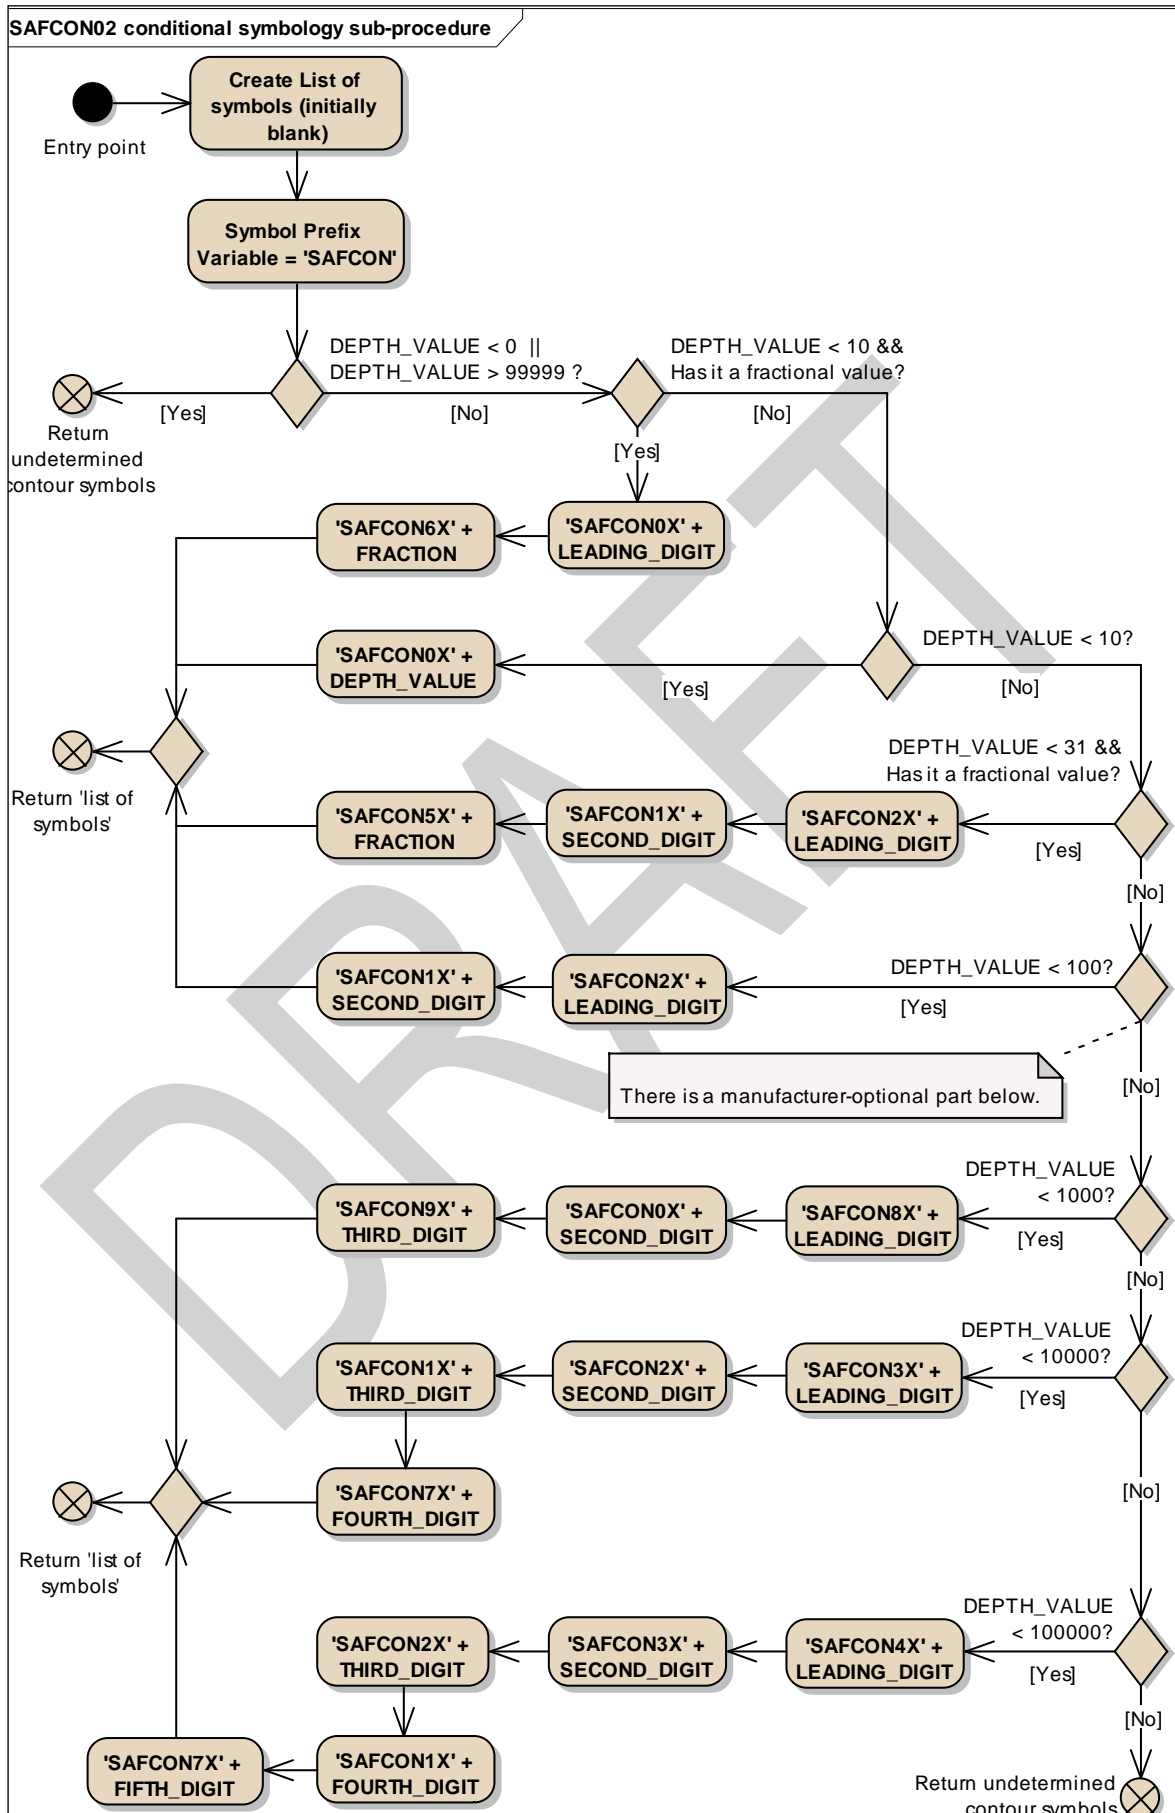 SAFCON02 conditional symbology sub-procedure
Create List of
symbols (initially
blank)
Entry point
Symbol Prefix
Variable = 'SAFCON'
DEPTH_VALUE < 0 ||
DEPTH_VALUE > 99999 ?
DEPTH_VALUE < 10 &&
Has it a fractional value?
[Yes]
[No]
[No]
Return
undetermined
contour symbols
[Yes]
'SAFCON6X' +
FRACTION
'SAFCON0X' +
LEADING_DIGIT
DEPTH_VALUE < 10?
'SAFCON0X' +
DEPTH_VALUE
[Yes]
[No]
DEPTH_VALUE < 31 &&
Has it a fractional value?
Return 'list of
symbols'
'SAFCON5X' +
FRACTION
'SAFCON1X' +
SECOND_DIGIT
'SAFCON2X' +
LEADING_DIGIT
[Yes]
[No]
DEPTH_VALUE < 100?
'SAFCON1X' +
SECOND_DIGIT
'SAFCON2X' +
LEADING_DIGIT
[Yes]
There is a manufacturer-optional part below.
[No]
DEPTH_VALUE
< 1000?
'SAFCON9X' +
THIRD_DIGIT
'SAFCON0X' +
SECOND_DIGIT
'SAFCON8X' +
LEADING_DIGIT
[Yes]
[No]
DEPTH_VALUE
< 10000?
'SAFCON1X' +
THIRD_DIGIT
'SAFCON2X' +
SECOND_DIGIT
'SAFCON3X' +
LEADING_DIGIT
[Yes]
[No]
'SAFCON7X' +
FOURTH_DIGIT
Return 'list of
symbols'
DEPTH_VALUE
< 100000?
'SAFCON2X' +
THIRD_DIGIT
'SAFCON3X' +
SECOND_DIGIT
'SAFCON4X' +
LEADING_DIGIT
[Yes]
[No]
'SAFCON7X' +
FIFTH_DIGIT
'SAFCON1X' +
FOURTH_DIGIT
Return undetermined
contour symbols
DRAFT